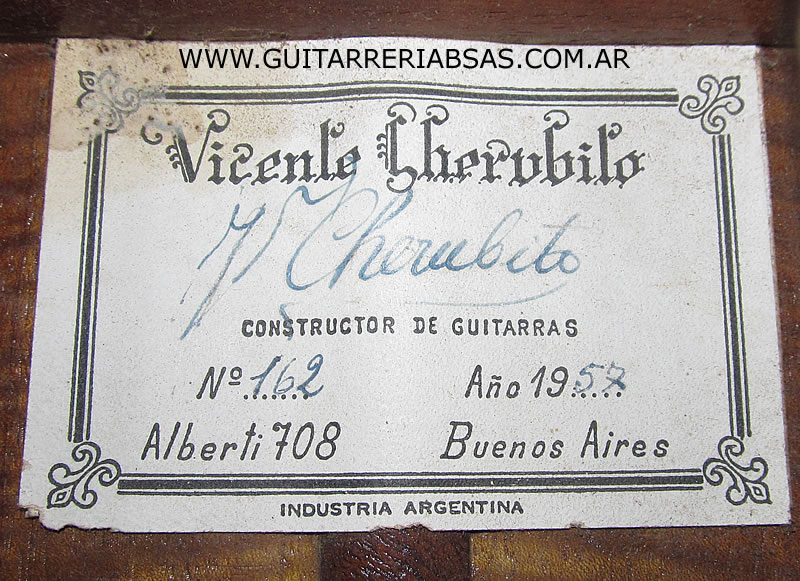 WWW.GUITARRERIABSAS.COM.AR
Vicente Cherubito
V Cherubito
CONSTRUCTOR DE GUITARRAS
Nº 162 Año 1957
Alberti 708 Buenos Aires
INDUSTRIA ARGENTINA